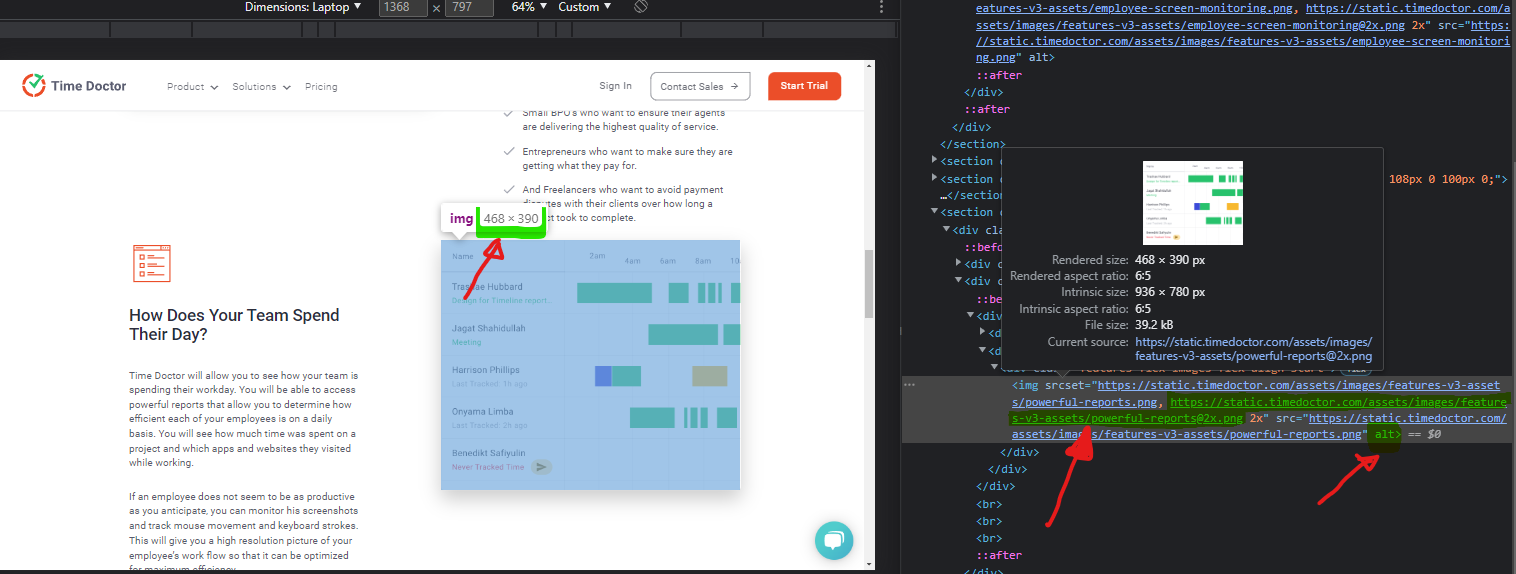 Dimensions: Laptop ▼ 1368 × 797 64% ▼ Custom ▼
Time Doctor
Product Solutions Pricing
Sign In
Contact Sales →
Start Trial
Small BPO's who want to ensure their agents
are delivering the highest quality of service.
Entrepreneurs who want to make sure they are
getting what they pay for.
And Freelancers who want to avoid payment
disputes with their clients over how long a
took to complete.
img 468 × 390
Name 2am 4am 6am 8am
Hubbard
Design for Timeline report...
Jagat Shahidullah
Meeting
Harrison Phillips
Last Tracked: 1h ago
Onyama Limba
Last Tracked: 2h ago
Benedikt Safiyulin
Never Tracked Time
How Does Your Team Spend
Their Day?
Time Doctor will allow you to see how your team is
spending their workday. You will be able to access
powerful reports that allow you to determine how
efficient each of your employees is on a daily
basis. You will see how much time was spent on a
project and which apps and websites they visited
while working.
If an employee does not seem to be as productive
as you anticipate, you can monitor his screenshots
and track mouse movement and keyboard strokes.
This will give you a high resolution picture of your
employee's work flow so that it can be optimized
for maximum efficiency.
eatures-v3-assets/employee-screen-monitoring.png, https://static.timedoctor.com/a
ssets/images/features-v3-assets/employee-screen-monitoring@2x.png 2x" src="https:
//static.timedoctor.com/assets/images/features-v3-assets/employee-screen-monitori
ng.png" alt>
::after
</div>
::after
</div>
</section>
<section
<section 108px 0 100px 0;">
…</section
<section
<div cla
::befo
<div c
<div c
::be
<div
<d
<d
Rendered size: 468 × 390 px
Rendered aspect ratio: 6∶5
Intrinsic size: 936 × 780 px
Intrinsic aspect ratio: 6∶5
File size: 39.2 kB
Current source: https://static.timedoctor.com/assets/images/
features-v3-assets/powerful-reports@2x.png
<img srcset="https://static.timedoctor.com/assets/images/features-v3-asset
s/powerful-reports.png, https://static.timedoctor.com/assets/images/feature
s-v3-assets/powerful-reports@2x.png 2x" src="https://static.timedoctor.com/
assets/images/features-v3-assets/powerful-reports.png" alt> == $0
</div>
</div>
</div>
<br>
<br>
<br>
::after
</div>